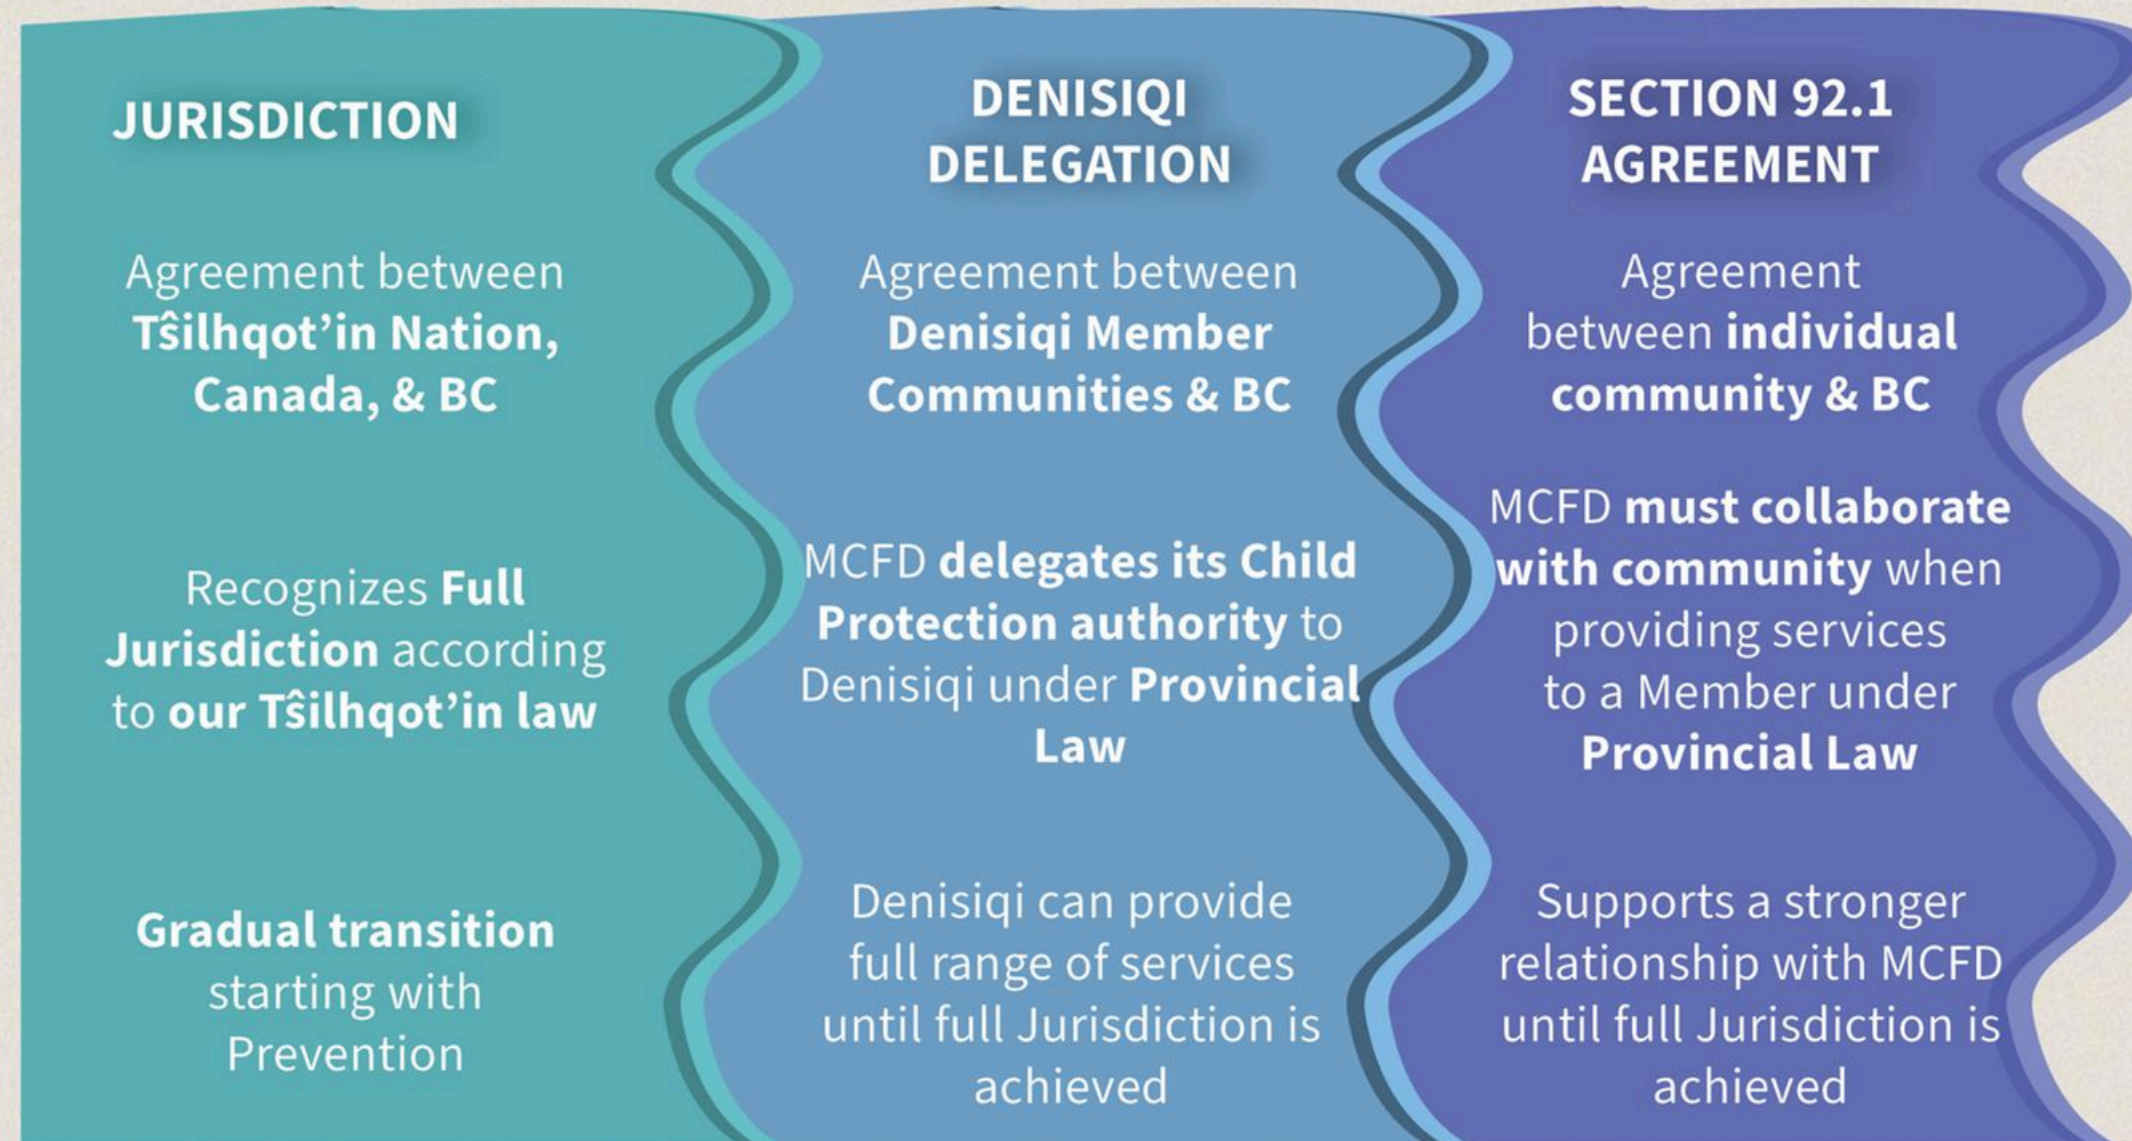 JURISDICTION
Agreement between
Tŝilhqot’in Nation,
Canada, & BC
Recognizes Full
Jurisdiction according
to our Tŝilhqot’in law
Gradual transition
starting with
Prevention
DENISIQI
DELEGATION
Agreement between
Denisiqi Member
Communities & BC
MCFD delegates its Child
Protection authority to
Denisiqi under Provincial
Law
Denisiqi can provide
full range of services
until full Jurisdiction is
achieved
SECTION 92.1
AGREEMENT
Agreement
between individual
community & BC
MCFD must collaborate
with community when
providing services
to a Member under
Provincial Law
Supports a stronger
relationship with MCFD
until full Jurisdiction is
achieved